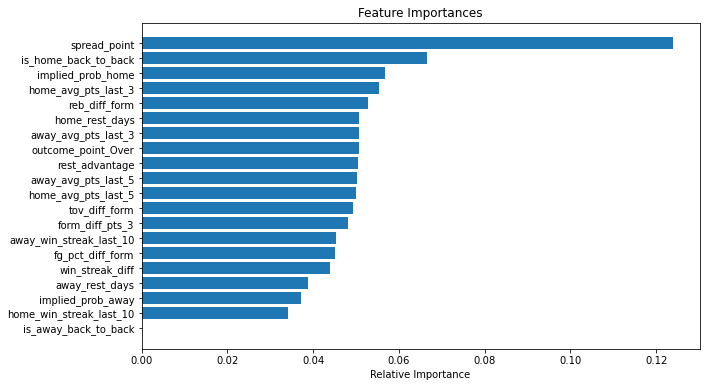 Feature Importances
spread_point
is_home_back_to_back
implied_prob_home
home_avg_pts_last_3
reb_diff_form
home_rest_days
away_avg_pts_last_3
outcome_point_Over
rest_advantage
away_avg_pts_last_5
home_avg_pts_last_5
tov_diff_form
form_diff_pts_3
away_win_streak_last_10
fg_pct_diff_form
win_streak_diff
away_rest_days
implied_prob_away
home_win_streak_last_10
is_away_back_to_back
0.00 0.02 0.04 0.06 0.08 0.10 0.12
Relative Importance